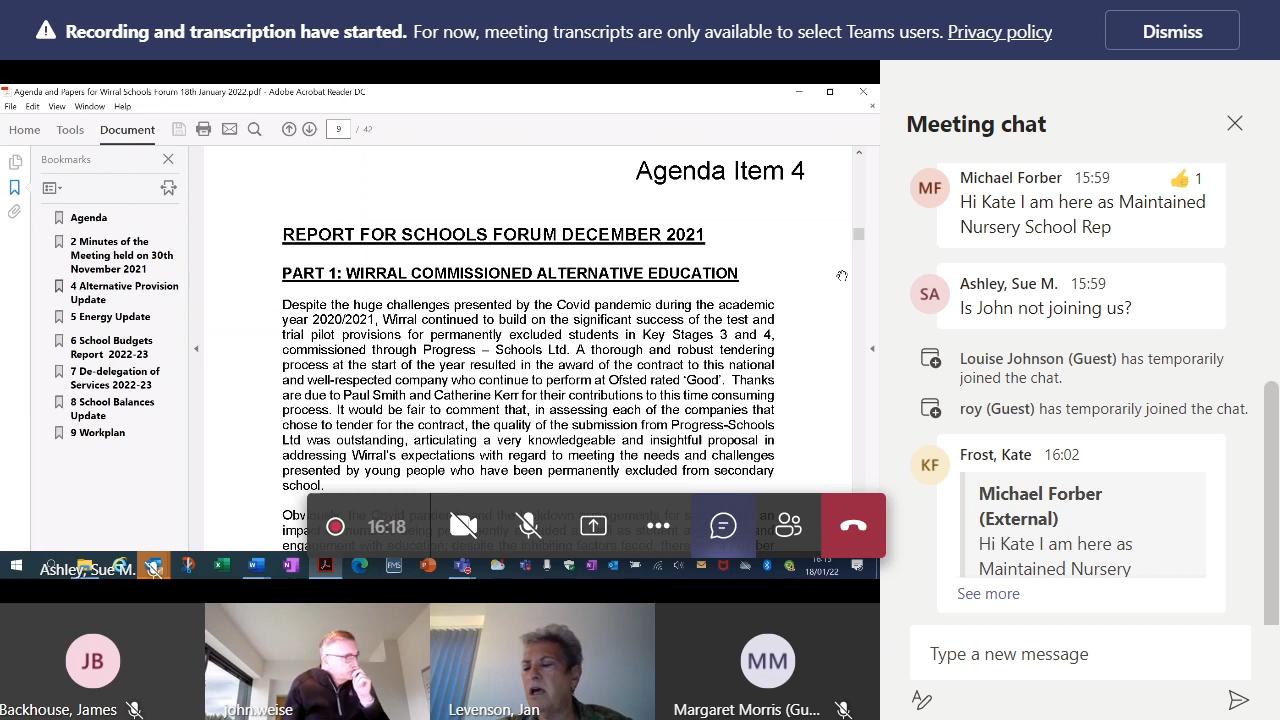 Recording and transcription have started. For now, meeting transcripts are only available to select Teams users. Privacy policy
Dismiss
Agenda and Papers for Wirral Schools Forum 18th January 2022.pdf - Adobe Acrobat Reader DC
File Edit View Window Help
Home Tools Document 9 / 42
Bookmarks
Agenda
2 Minutes of the
Meeting held on 30th
November 2021
4 Alternative Provision
Update
5 Energy Update
6 School Budgets
Report 2022-23
7 De-delegation of
Services 2022-23
8 School Balances
Update
9 Workplan
Agenda Item 4
REPORT FOR SCHOOLS FORUM DECEMBER 2021
PART 1: WIRRAL COMMISSIONED ALTERNATIVE EDUCATION
Despite the huge challenges presented by the Covid pandemic during the academic
year 2020/2021, Wirral continued to build on the significant success of the test and
trial pilot provisions for permanently excluded students in Key Stages 3 and 4,
commissioned through Progress – Schools Ltd. A thorough and robust tendering
process at the start of the year resulted in the award of the contract to this national
and well-respected company who continue to perform at Ofsted rated 'Good'. Thanks
are due to Paul Smith and Catherine Kerr for their contributions to this time consuming
process. It would be fair to comment that, in assessing each of the companies that
chose to tender for the contract, the quality of the submission from Progress-Schools
Ltd was outstanding, articulating a very knowledgeable and insightful proposal in
addressing Wirral's expectations with regard to meeting the needs and challenges
presented by young people who have been permanently excluded from secondary
school.
16:18
Ashley, Sue M.
18/01/22
Backhouse, James
JB
john.weise
Levenson, Jan
MM
Margaret Morris (Gu...
Meeting chat
MF
Michael Forber 15:59
1
Hi Kate I am here as Maintained
Nursery School Rep
SA
Ashley, Sue M. 15:59
Is John not joining us?
Louise Johnson (Guest) has temporarily
joined the chat.
roy (Guest) has temporarily joined the chat.
KF
Frost, Kate 16:02
Michael Forber
(External)
Hi Kate I am here as
Maintained Nursery
See more
Type a new message